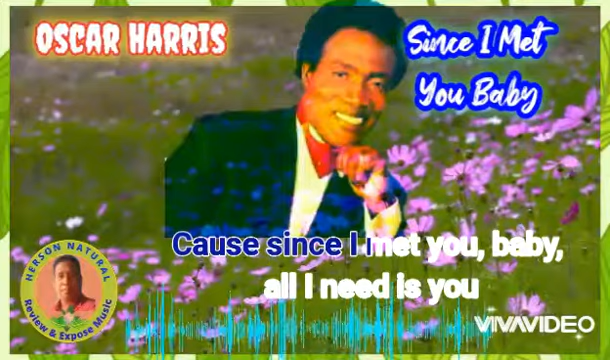 OSCAR HARRIS
Since I Met
You Baby
Cause since I met you, baby,
all I need is you
NERSON NATURAL
Review & Expose Music
VIVAVIDEO